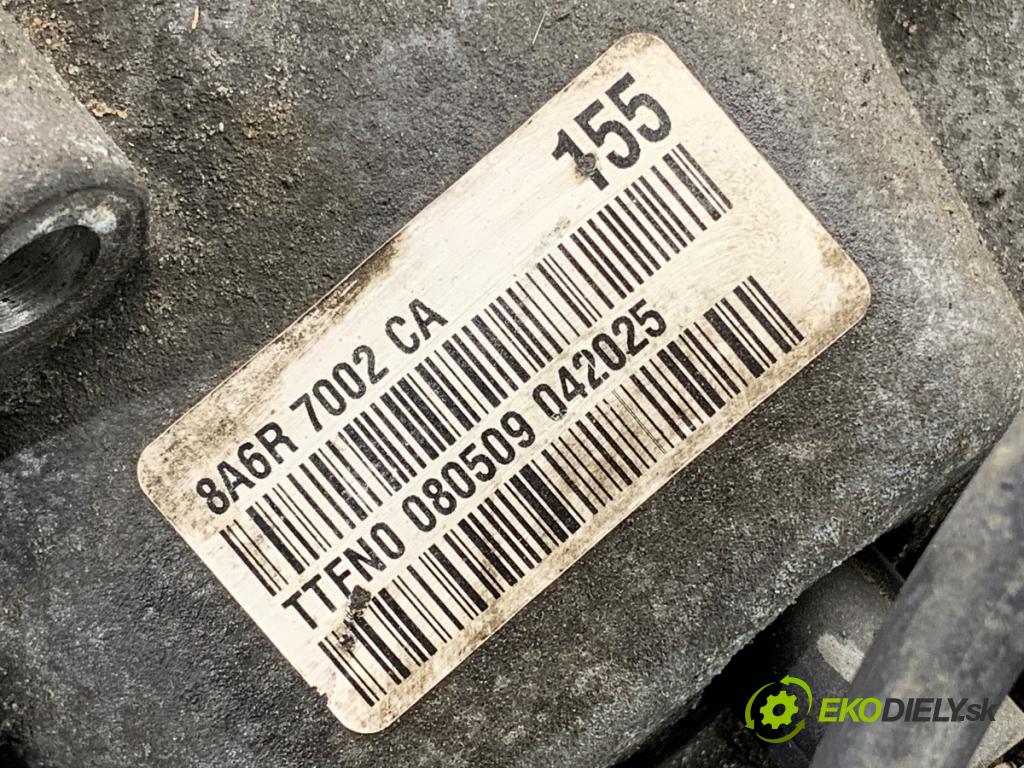 155
8A6R 7002 CA
TTFN0 080509 042025
EKODIELY.sk